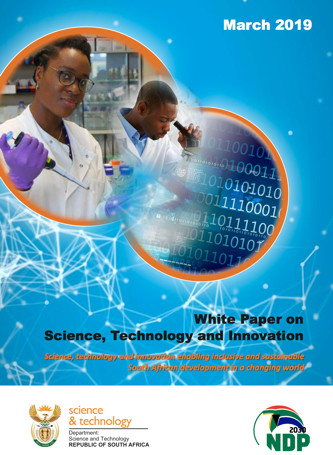 March 2019
White Paper on
Science, Technology and Innovation
Science, technology and innovation enabling inclusive and sustainable
South African development in a changing world
science
& technology
Department:
Science and Technology
REPUBLIC OF SOUTH AFRICA
2030
NDP